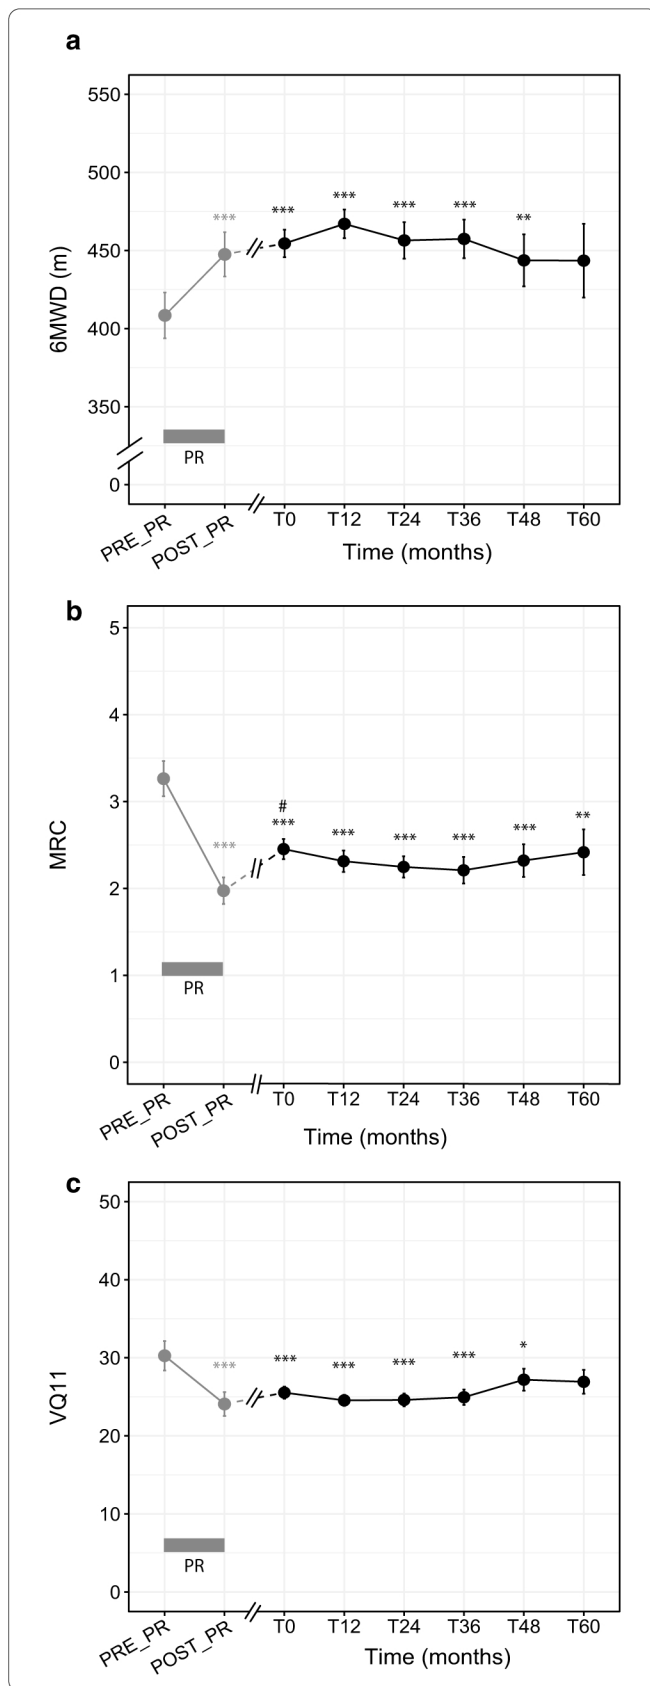 a
550
500
450
400
350
0
6MWD (m)
***
***
***
***
***
**
PR
PRE_PR
POST_PR
T0
T12
T24
T36
T48
T60
Time (months)
b
5
4
3
2
1
0
MRC
***
#
***
***
***
***
***
**
PR
PRE_PR
POST_PR
T0
T12
T24
T36
T48
T60
Time (months)
c
50
40
30
20
10
0
VQ11
***
***
***
***
***
*
PR
PRE_PR
POST_PR
T0
T12
T24
T36
T48
T60
Time (months)